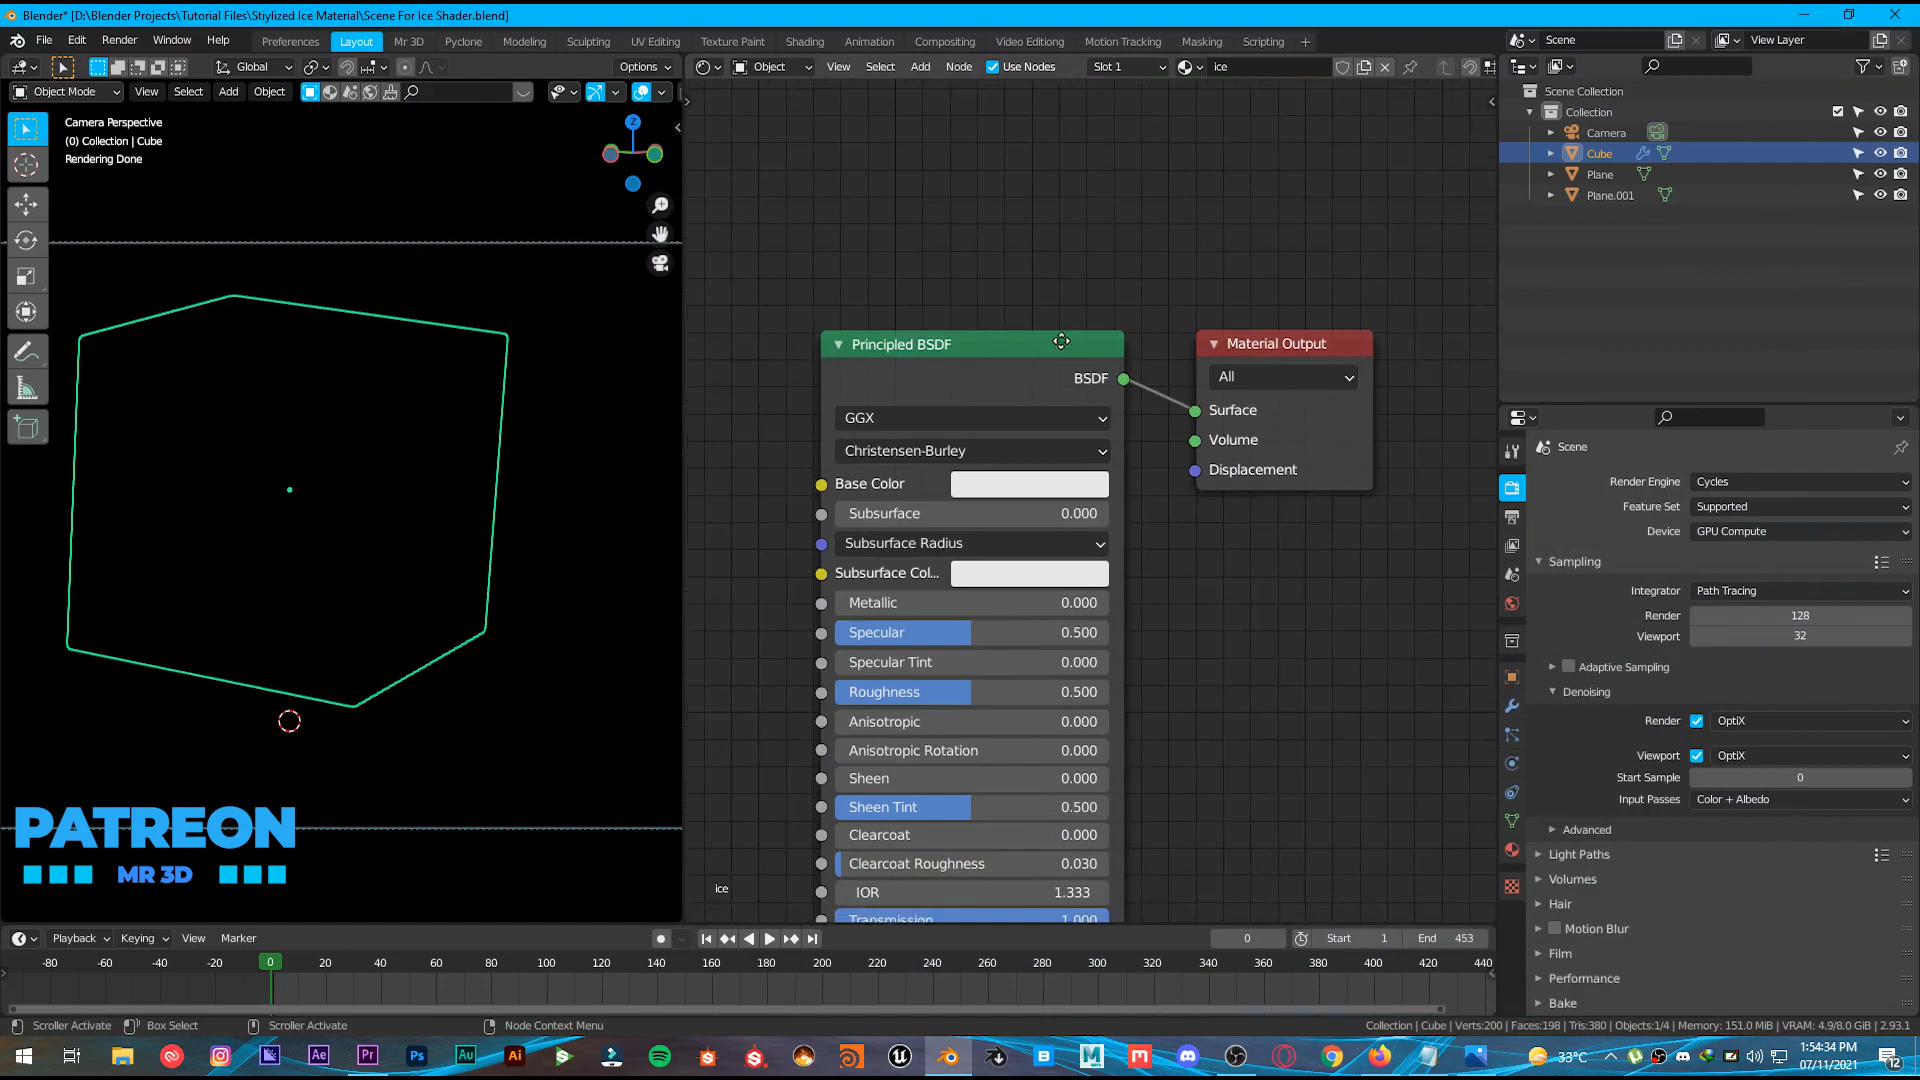 Blender* [D:\Blender Projects\Tutorial Files\Stiylized Ice Material\Scene For Ice Shader.blend]
File Edit Render Window Help Preferences Layout Mr 3D Pyclone Modeling Sculpting UV Editing Texture Paint Shading Animation Compositing Video Editiong Motion Tracking Masking Scripting + Scene View Layer
Global Options Object View Select Add Node Use Nodes Slot 1 ice
Object Mode View Select Add Object
Camera Perspective
(0) Collection | Cube
Rendering Done
Z
Scene Collection
Collection
Camera
Cube
Plane
Plane.001
Principled BSDF
BSDF
GGX
Christensen-Burley
Base Color
Subsurface 0.000
Subsurface Radius
Subsurface Col...
Metallic 0.000
Specular 0.500
Specular Tint 0.000
Roughness 0.500
Anisotropic 0.000
Anisotropic Rotation 0.000
Sheen 0.000
Sheen Tint 0.500
Clearcoat 0.000
Clearcoat Roughness 0.030
IOR 1.333
Transmission 1.000
Material Output
All
Surface
Volume
Displacement
ice
Scene
Render Engine Cycles
Feature Set Supported
Device GPU Compute
Sampling
Integrator Path Tracing
Render 128
Viewport 32
Adaptive Sampling
Denoising
Render OptiX
Viewport OptiX
Start Sample 0
Input Passes Color + Albedo
Advanced
Light Paths
Volumes
Hair
Motion Blur
Film
Performance
Bake
PATREON
MR 3D
Playback Keying View Marker 0 Start 1 End 453
-80 -60 -40 -20 0 20 40 60 80 100 120 140 160 180 200 220 240 260 280 300 320 340 360 380 400 420 440
Scroller Activate Box Select Scroller Activate Node Context Menu Collection | Cube | Verts:200 | Faces:198 | Tris:380 | Objects:1/4 | Memory: 151.0 MiB | VRAM: 4.9/8.0 GiB | 2.93.1
Ae Pr Ps Au Ai B M M 33°C 1:54:34 PM
07/11/2021
12